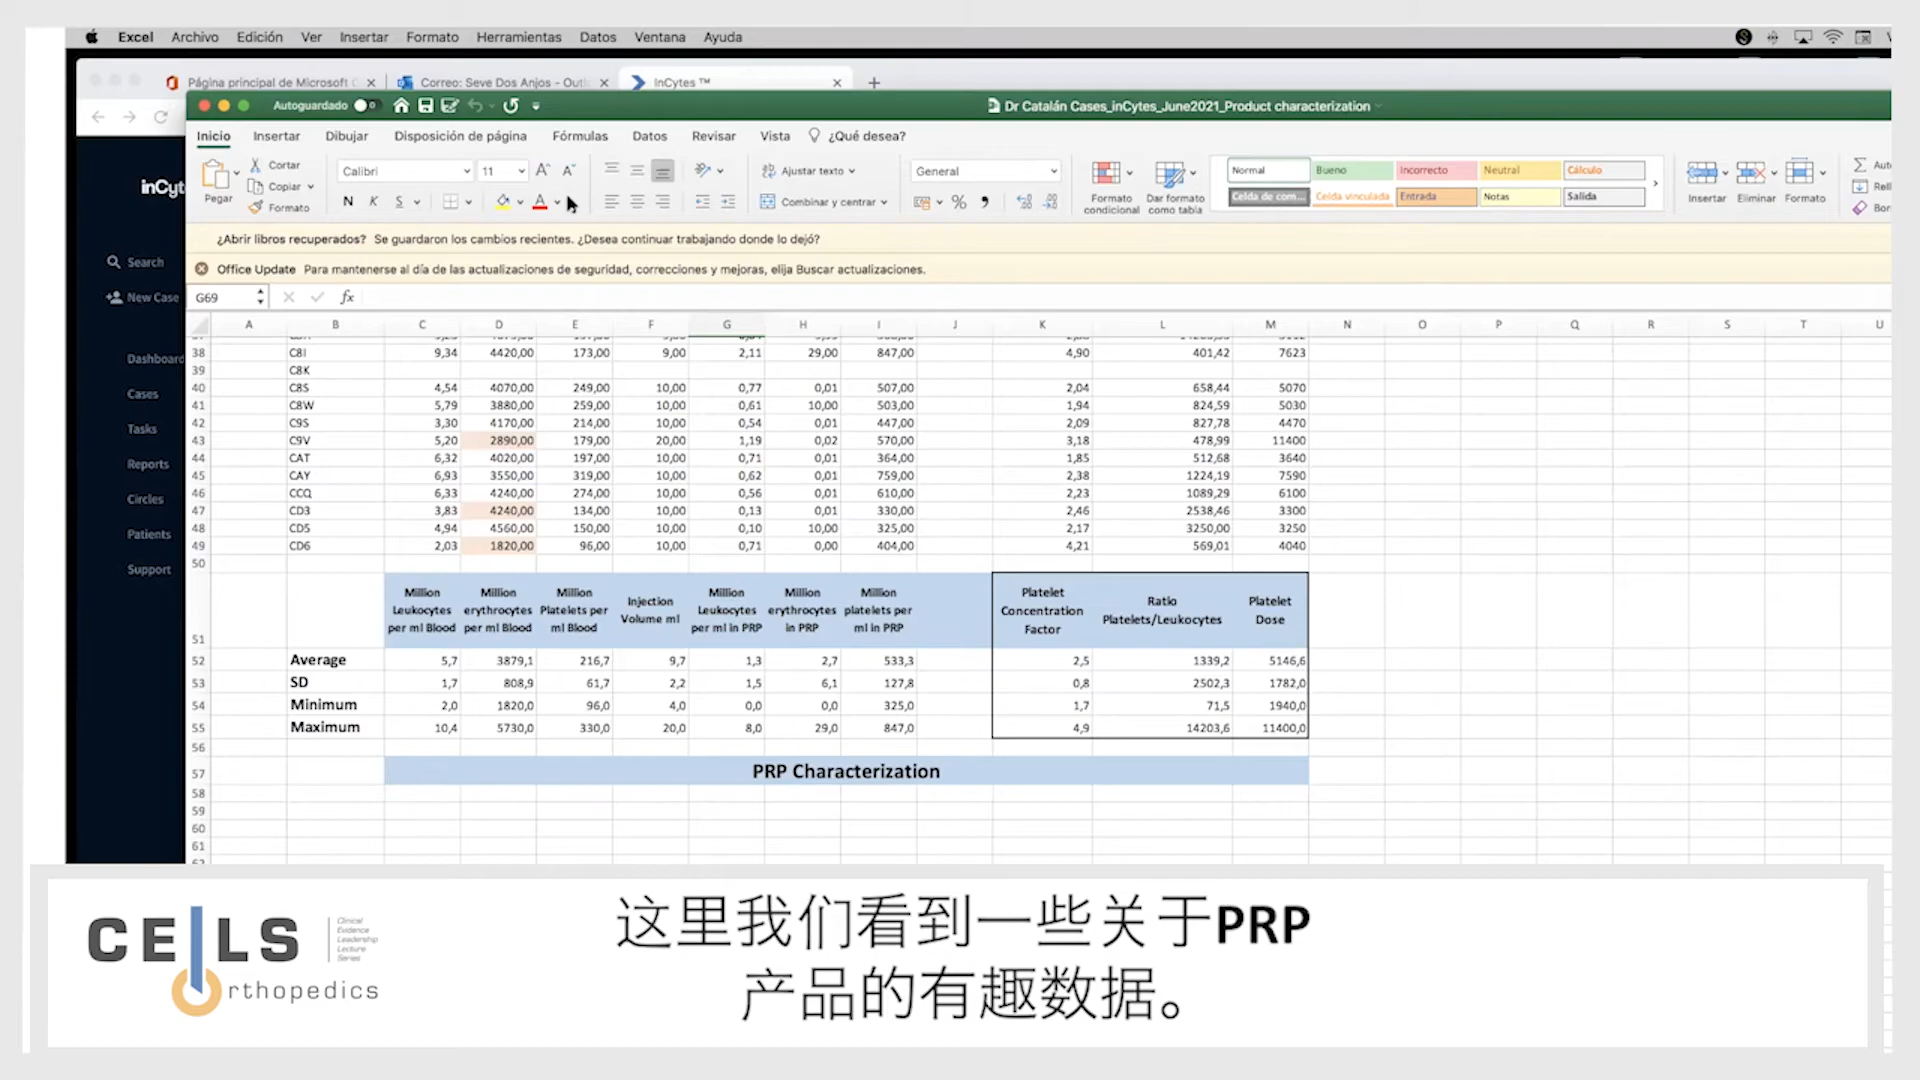 Excel Archivo Edición Ver Insertar Formato Herramientas Datos Ventana Ayuda
Página principal de Microsoft Correo: Seve Dos Anjos - Outl InCytes ™
Autoguardado Dr Catalán Cases_inCytes_June2021_Product characterization
Inicio Insertar Dibujar Disposición de página Fórmulas Datos Revisar Vista ¿Qué desea?
Pegar Cortar Copiar Formato
Calibri 11
N K S
Ajustar texto
Combinar y centrar
General
Formato condicional Dar formato como tabla
Normal Bueno Incorrecto Neutral Cálculo
Celda de com... Celda vinculada Entrada Notas Salida
Insertar Eliminar Formato
¿Abrir libros recuperados? Se guardaron los cambios recientes. ¿Desea continuar trabajando donde lo dejó?
Office Update Para mantenerse al día de las actualizaciones de seguridad, correcciones y mejoras, elija Buscar actualizaciones.
G69 fx
inCyt
Search
New Case
Dashboard
Cases
Tasks
Reports
Circles
Patients
Support
A B C D E F G H I J K L M N O P Q R S T U
38 C8I 9,34 4420,00 173,00 9,00 2,11 29,00 847,00 4,90 401,42 7623
39 C8K
40 C8S 4,54 4070,00 249,00 10,00 0,77 0,01 507,00 2,04 658,44 5070
41 C8W 5,79 3880,00 259,00 10,00 0,61 10,00 503,00 1,94 824,59 5030
42 C9S 3,30 4170,00 214,00 10,00 0,54 0,01 447,00 2,09 827,78 4470
43 C9V 5,20 2890,00 179,00 20,00 1,19 0,02 570,00 3,18 478,99 11400
44 CAT 6,32 4020,00 197,00 10,00 0,71 0,01 364,00 1,85 512,68 3640
45 CAY 6,93 3550,00 319,00 10,00 0,62 0,01 759,00 2,38 1224,19 7590
46 CCQ 6,33 4240,00 274,00 10,00 0,56 0,01 610,00 2,23 1089,29 6100
47 CD3 3,83 4240,00 134,00 10,00 0,13 0,01 330,00 2,46 2538,46 3300
48 CD5 4,94 4560,00 150,00 10,00 0,10 10,00 325,00 2,17 3250,00 3250
49 CD6 2,03 1820,00 96,00 10,00 0,71 0,00 404,00 4,21 569,01 4040
50
51 Million Leukocytes per ml Blood Million erythrocytes per ml Blood Million Platelets per ml Blood Injection Volume ml Million Leukocytes per ml in PRP Million erythrocytes in PRP Million platelets per ml in PRP Platelet Concentration Factor Ratio Platelets/Leukocytes Platelet Dose
52 Average 5,7 3879,1 216,7 9,7 1,3 2,7 533,3 2,5 1339,2 5146,6
53 SD 1,7 808,9 61,7 2,2 1,5 6,1 127,8 0,8 2502,3 1782,0
54 Minimum 2,0 1820,0 96,0 4,0 0,0 0,0 325,0 1,7 71,5 1940,0
55 Maximum 10,4 5730,0 330,0 20,0 8,0 29,0 847,0 4,9 14203,6 11400,0
56
57 PRP Characterization
58
59
60
61
CELLS Orthopedics
Clinical
Evidence
Leadership
Lecture
Series
这里我们看到一些关于PRP
产品的有趣数据。